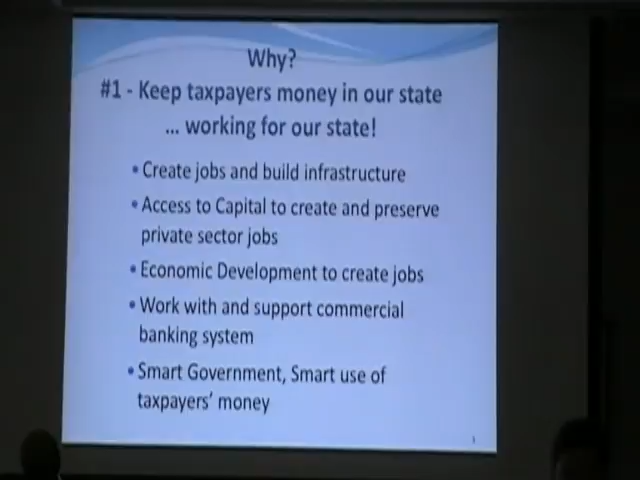 Why?
#1 - Keep taxpayers money in our state
... working for our state!
• Create jobs and build infrastructure
• Access to Capital to create and preserve
private sector jobs
• Economic Development to create jobs
• Work with and support commercial
banking system
• Smart Government, Smart use of
taxpayers' money